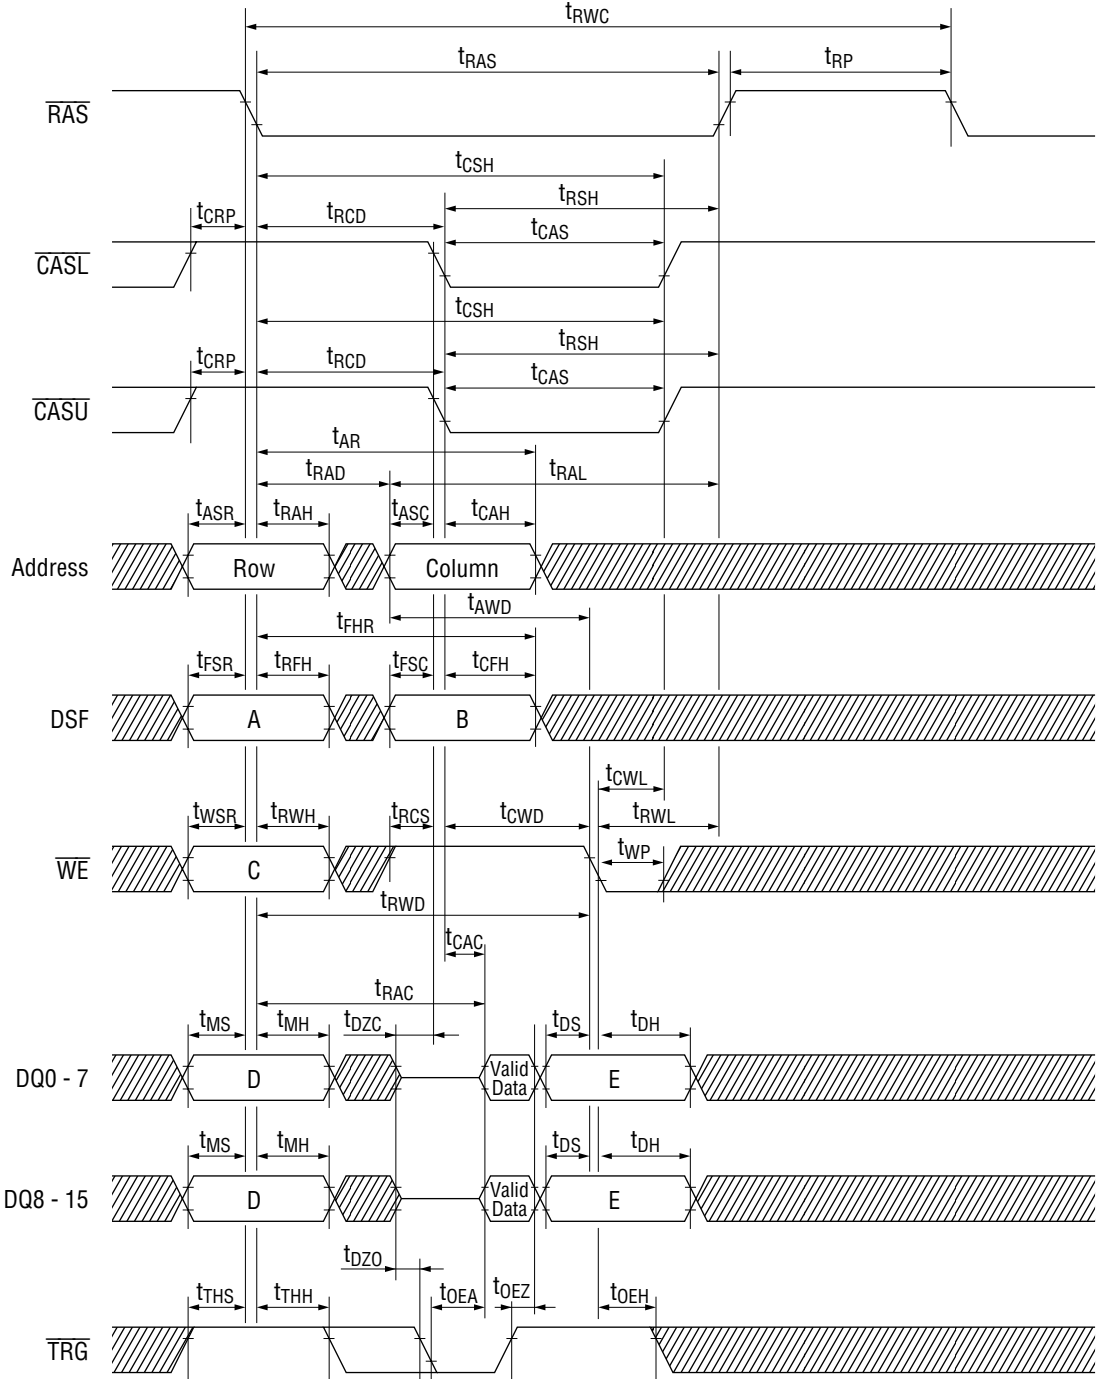 tRWC
tRAS tRP
RAS
tCSH
tRSH
tCRP tRCD tCAS
CASL
tCSH
tRSH
tCRP tRCD tCAS
CASU
tAR
tRAD tRAL
tASR tRAH tASC tCAH
Address Row Column
tAWD
tFHR
tFSR tRFH tFSC tCFH
DSF A B
tCWL
tWSR tRWH tRCS tCWD tRWL
tWP
WE C
tRWD
tCAC
tRAC
tMS tMH tDZC tDS tDH
DQ0 - 7 D Valid Data E
tMS tMH tDS tDH
DQ8 - 15 D Valid Data E
tDZO
tTHS tTHH tOEA tOEZ tOEH
TRG